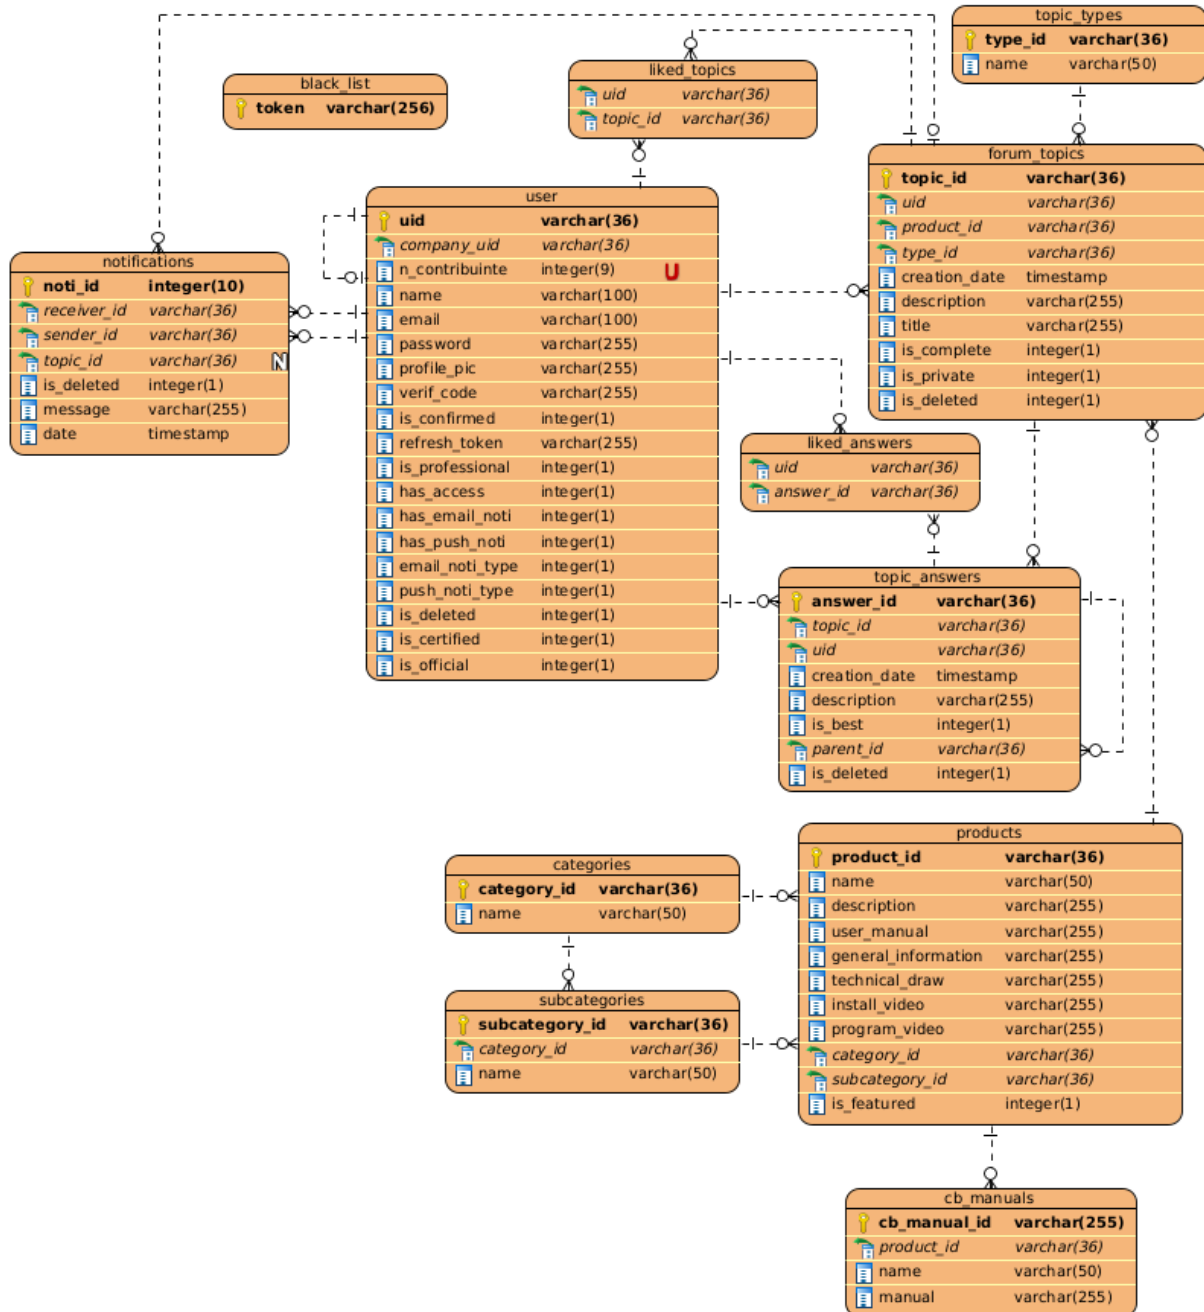 topic_types
type_id varchar(36)
name varchar(50)
black_list
token varchar(256)
liked_topics
uid varchar(36)
topic_id varchar(36)
forum_topics
topic_id varchar(36)
uid varchar(36)
product_id varchar(36)
type_id varchar(36)
creation_date timestamp
description varchar(255)
title varchar(255)
is_complete integer(1)
is_private integer(1)
is_deleted integer(1)
user
uid varchar(36)
company_uid varchar(36)
n_contribuinte integer(9) U
name varchar(100)
email varchar(100)
password varchar(255)
profile_pic varchar(255)
verif_code varchar(255)
is_confirmed integer(1)
refresh_token varchar(255)
is_professional integer(1)
has_access integer(1)
has_email_noti integer(1)
has_push_noti integer(1)
email_noti_type integer(1)
push_noti_type integer(1)
is_deleted integer(1)
is_certified integer(1)
is_official integer(1)
notifications
noti_id integer(10)
receiver_id varchar(36)
sender_id varchar(36)
topic_id varchar(36) N
is_deleted integer(1)
message varchar(255)
date timestamp
liked_answers
uid varchar(36)
answer_id varchar(36)
topic_answers
answer_id varchar(36)
topic_id varchar(36)
uid varchar(36)
creation_date timestamp
description varchar(255)
is_best integer(1)
parent_id varchar(36)
is_deleted integer(1)
products
product_id varchar(36)
name varchar(50)
description varchar(255)
user_manual varchar(255)
general_information varchar(255)
technical_draw varchar(255)
install_video varchar(255)
program_video varchar(255)
category_id varchar(36)
subcategory_id varchar(36)
is_featured integer(1)
categories
category_id varchar(36)
name varchar(50)
subcategories
subcategory_id varchar(36)
category_id varchar(36)
name varchar(50)
cb_manuals
cb_manual_id varchar(255)
product_id varchar(36)
name varchar(50)
manual varchar(255)